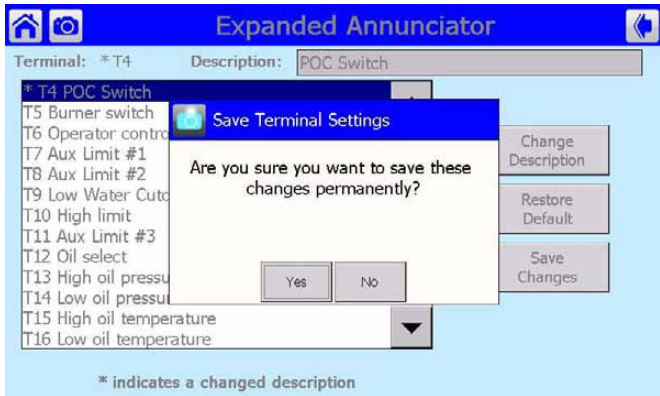 Expanded Annunciator
Terminal: * T4 Description: POC Switch
* T4 POC Switch
T5 Burner switch
T6 Operator contro
T7 Aux Limit #1
T8 Aux Limit #2
T9 Low Water Cuto
T10 High limit
T11 Aux Limit #3
T12 Oil select
T13 High oil pressu
T14 Low oil pressur
T15 High oil temperature
T16 Low oil temperature
Save Terminal Settings
Are you sure you want to save these
changes permanently?
Yes No
Change
Description
Restore
Default
Save
Changes
* indicates a changed description